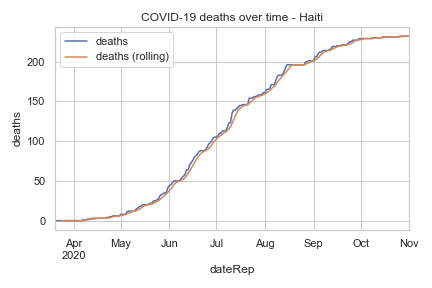 COVID-19 deaths over time - Haiti
deaths
deaths (rolling)
200
150
100
50
0
deaths
Apr May Jun Jul Aug Sep Oct Nov
2020
dateRep